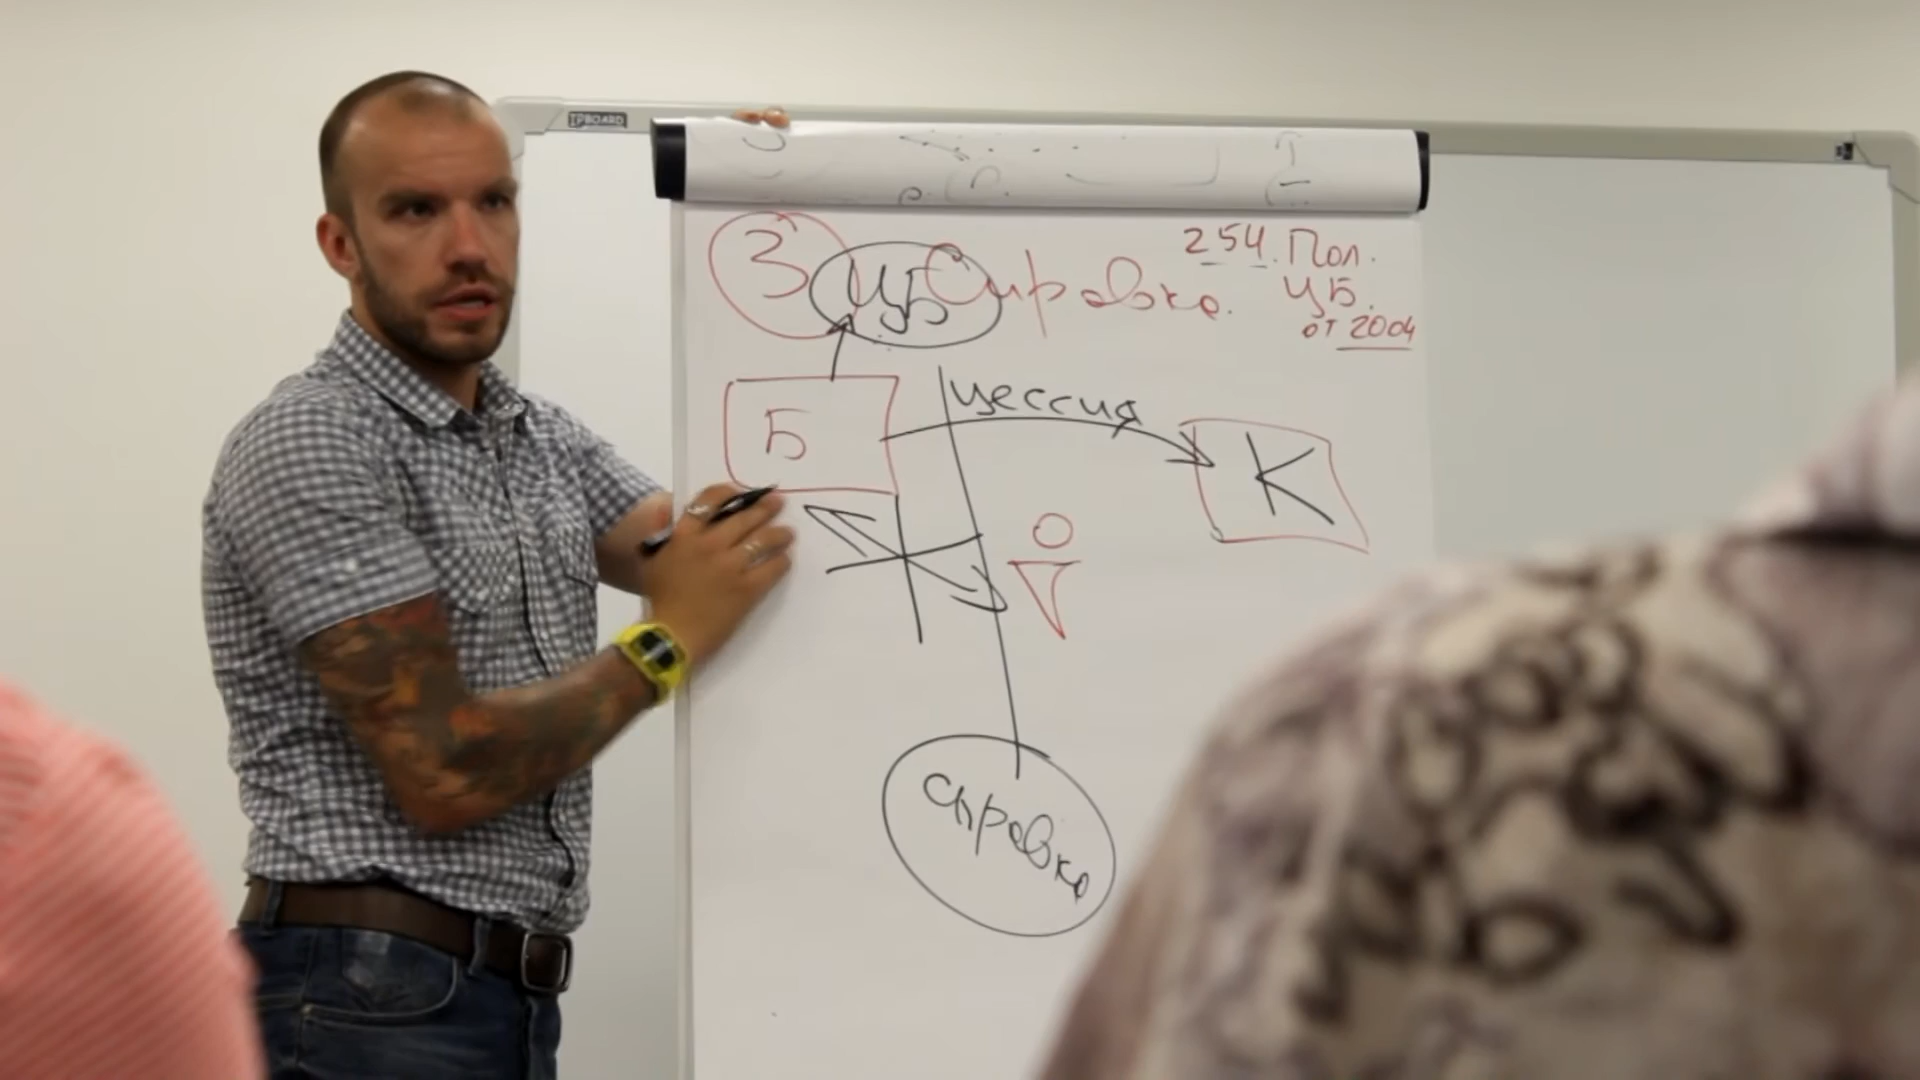 IPBOARD
254. Пол.
3 ЦБ Справка. ЦБ.
от 2004
цессия
Б
К
справка